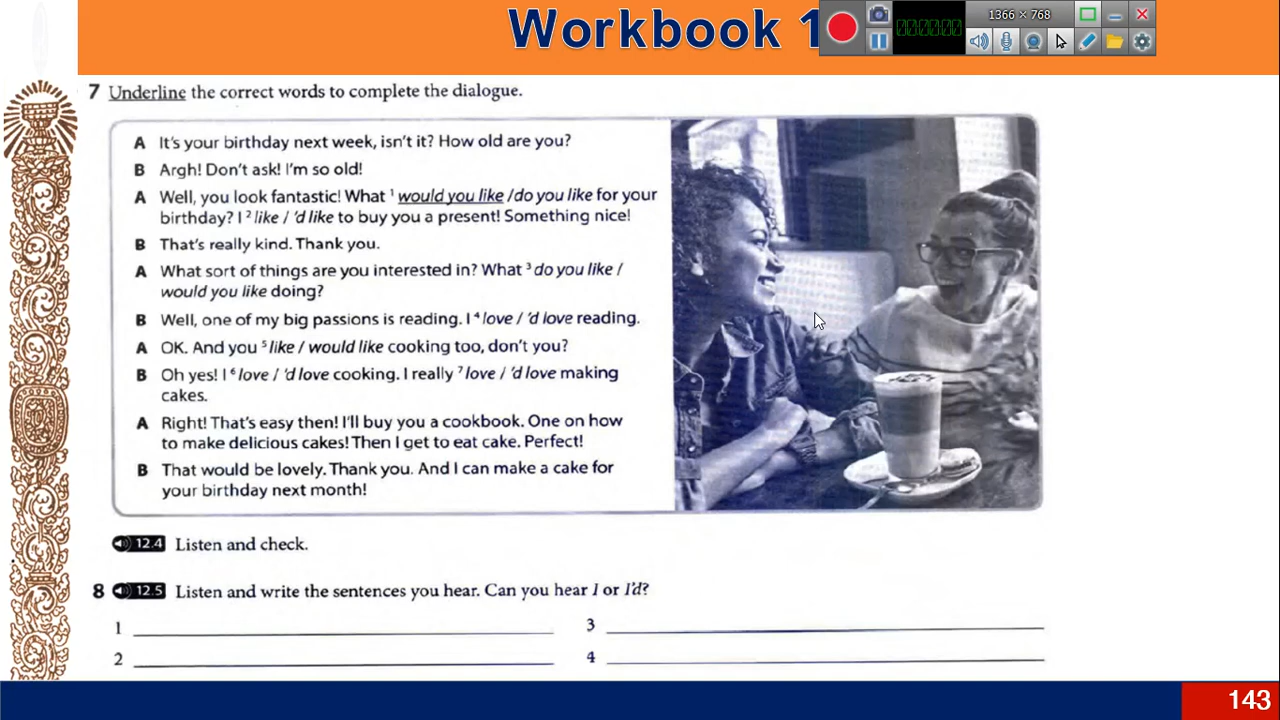 Workbook 1
1366 × 768
00:00:00
7 Underline the correct words to complete the dialogue.
A It's your birthday next week, isn't it? How old are you?
B Argh! Don't ask! I'm so old!
A Well, you look fantastic! What ¹ would you like / do you like for your
birthday? I ² like / 'd like to buy you a present! Something nice!
B That's really kind. Thank you.
A What sort of things are you interested in? What ³ do you like /
would you like doing?
B Well, one of my big passions is reading. I ⁴ love / 'd love reading.
A OK. And you ⁵ like / would like cooking too, don't you?
B Oh yes! I ⁶ love / 'd love cooking. I really ⁷ love / 'd love making
cakes.
A Right! That's easy then! I'll buy you a cookbook. One on how
to make delicious cakes! Then I get to eat cake. Perfect!
B That would be lovely. Thank you. And I can make a cake for
your birthday next month!
12.4 Listen and check.
8 12.5 Listen and write the sentences you hear. Can you hear I or I'd?
1
2
3
4
143